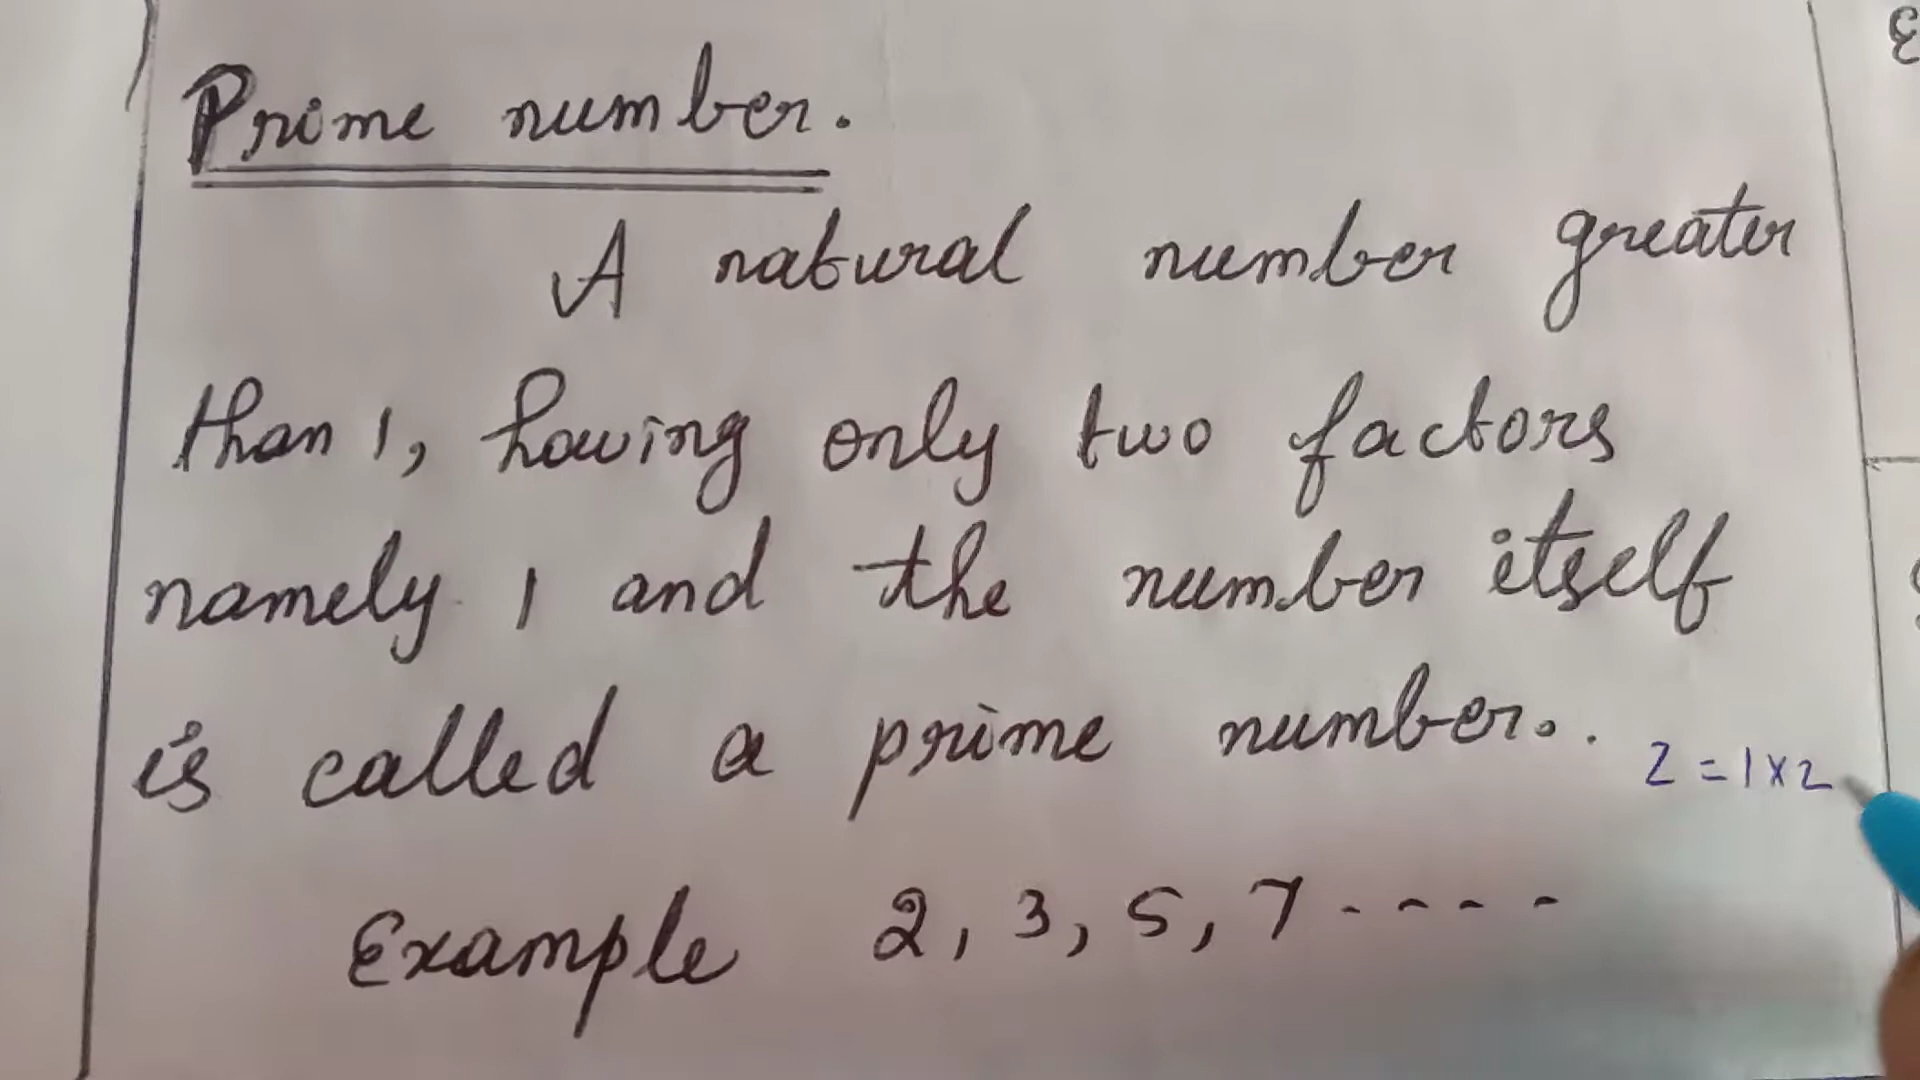 Prime number.
A natural number greater
than 1, having only two factors
namely 1 and the number itself
is called a prime number..
2 = 1 x 2
Example 2, 3, 5, 7 - - - - -